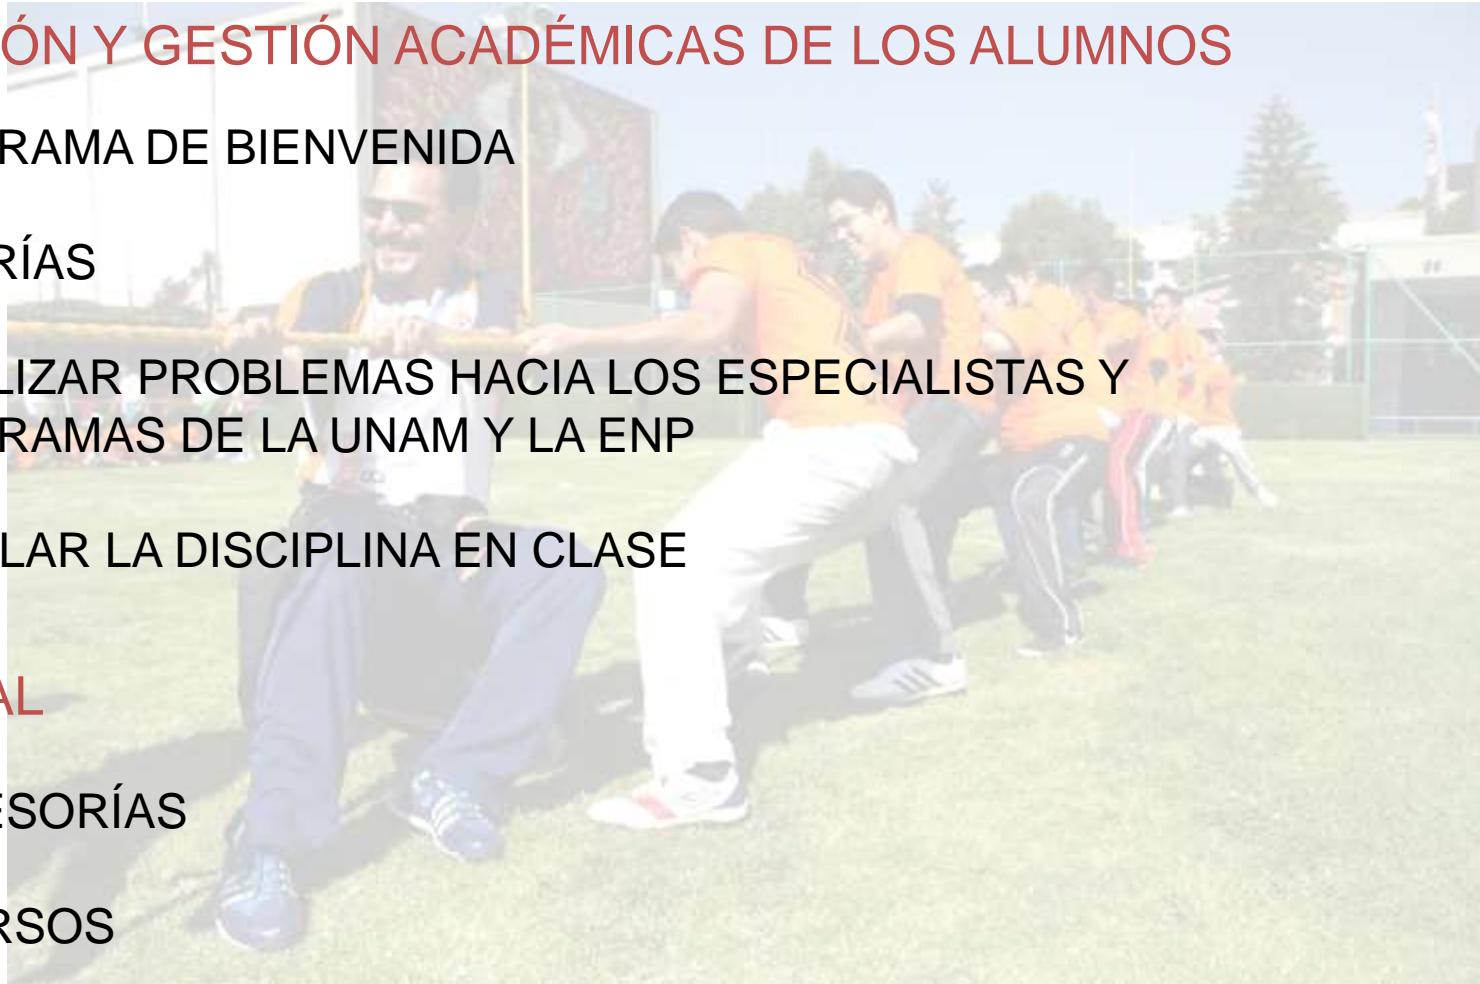 ÓN Y GESTIÓN ACADÉMICAS DE LOS ALUMNOS
RAMA DE BIENVENIDA
RÍAS
LIZAR PROBLEMAS HACIA LOS ESPECIALISTAS Y
RAMAS DE LA UNAM Y LA ENP
LAR LA DISCIPLINA EN CLASE
AL
ESORÍAS
RSOS